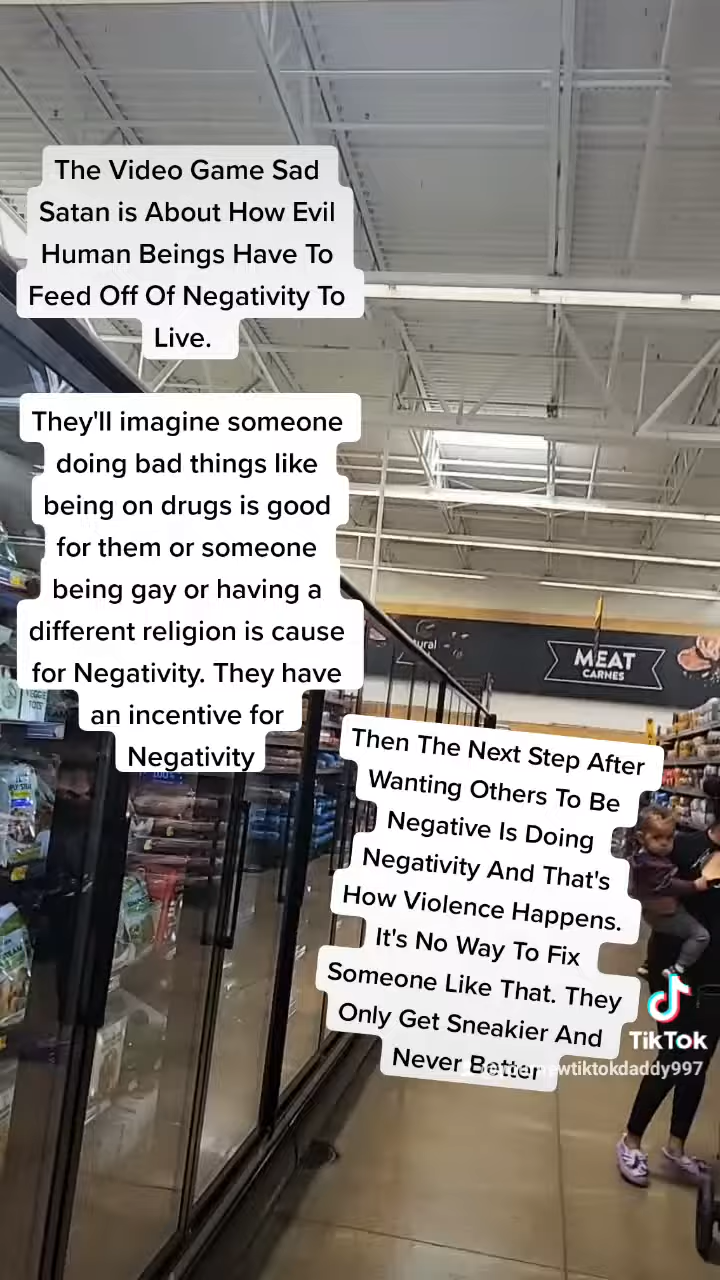 The Video Game Sad
Satan is About How Evil
Human Beings Have To
Feed Off Of Negativity To
Live.
They'll imagine someone
doing bad things like
being on drugs is good
for them or someone
being gay or having a
different religion is cause
for Negativity. They have
an incentive for
Negativity
MEAT
CARNES
Then The Next Step After
Wanting Others To Be
Negative Is Doing
Negativity And That's
How Violence Happens.
It's No Way To Fix
Someone Like That. They
Only Get Sneakier And
Never Better
TikTok